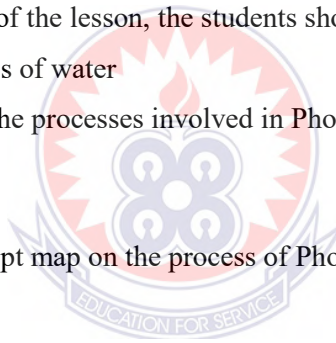 of the lesson, the students sho
s of water
he processes involved in Pho
pt map on the process of Pho
EDUCATION FOR SERVICE